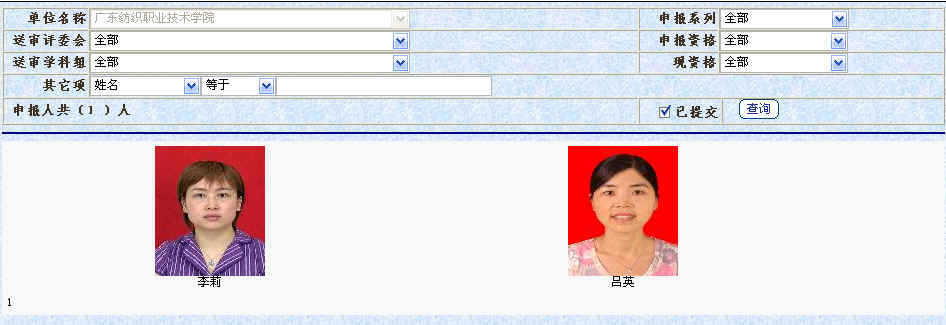 单位名称 广东纺织职业技术学院 申报系列 全部
送审评委会 全部 申报资格 全部
送审学科组 全部 现资格 全部
其它项 姓名 等于
申报人共（1 ）人 已提交 查询
李莉 吕英
1